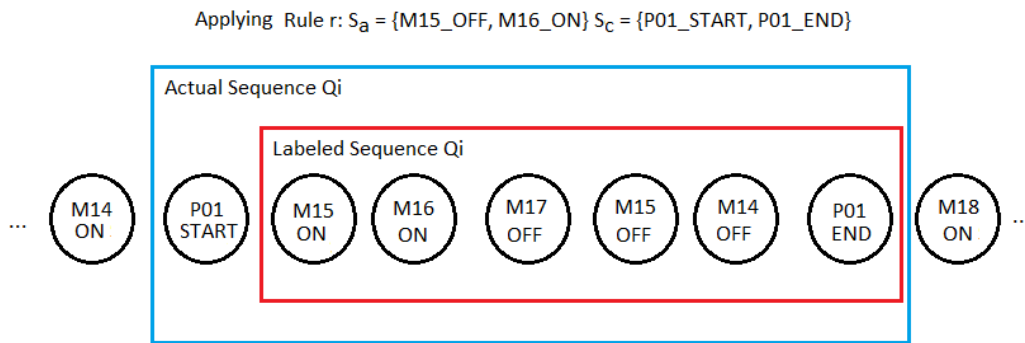 Applying Rule r: Sa = {M15_OFF, M16_ON} Sc = {P01_START, P01_END}
Actual Sequence Qi
Labeled Sequence Qi
...
M14
ON
P01
START
M15
ON
M16
ON
M17
OFF
M15
OFF
M14
OFF
P01
END
M18
ON
...